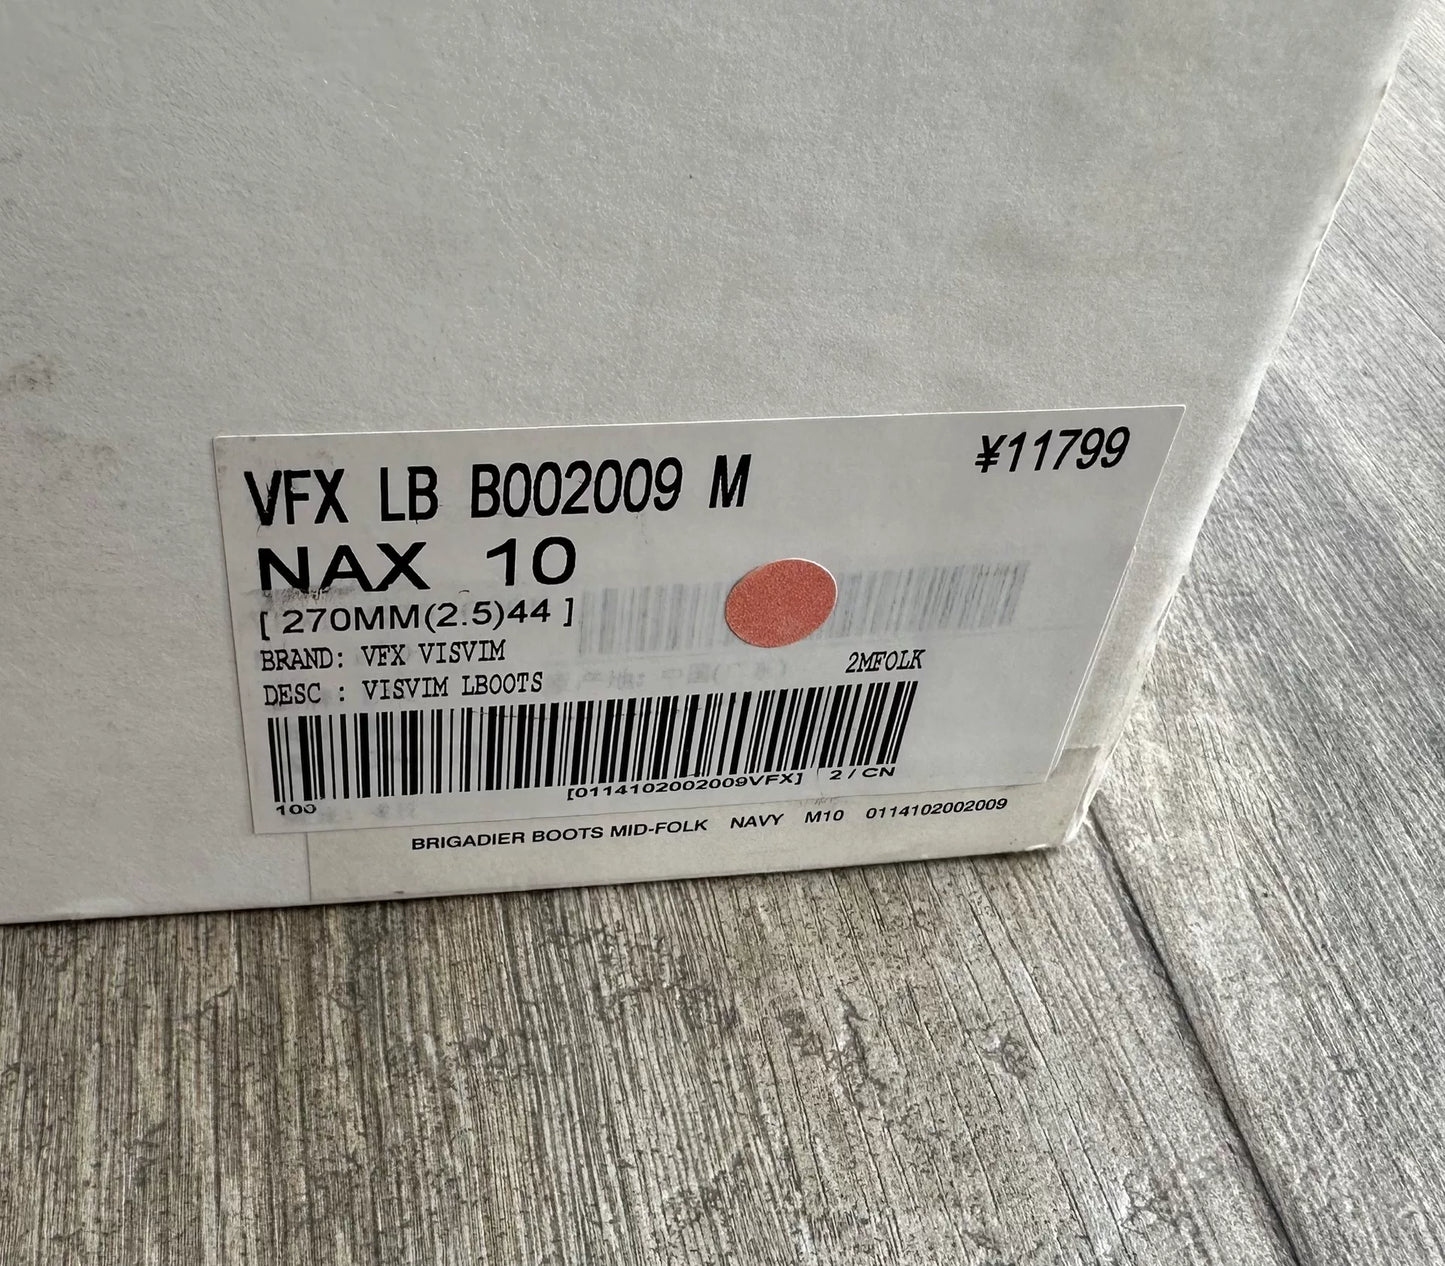 VFX LB B002009 M ¥11799
NAX 10
[ 270MM(2.5)44 ]
BRAND: VFX VISVIM
2MFOLK
DESC : VISVIM LBOOTS
100 [0114102002009VFX] 2/CN
BRIGADIER BOOTS MID-FOLK NAVY M10 0114102002009